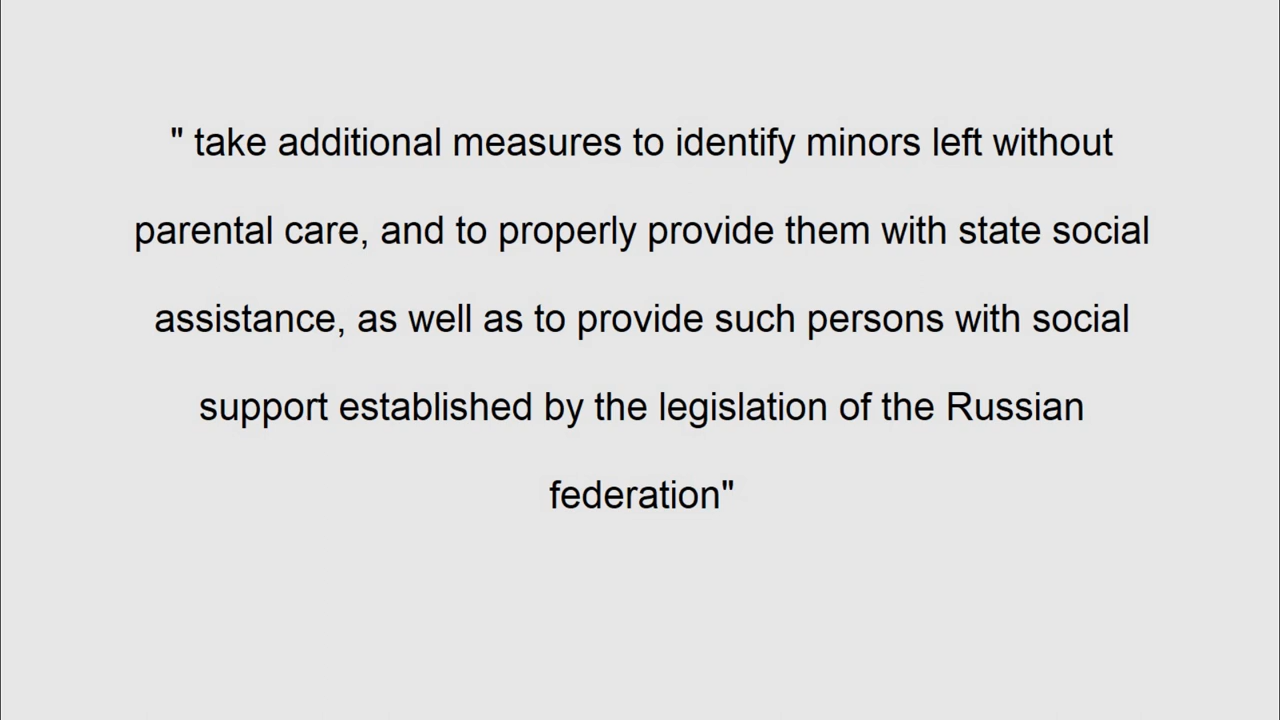 " take additional measures to identify minors left without
parental care, and to properly provide them with state social
assistance, as well as to provide such persons with social
support established by the legislation of the Russian
federation"